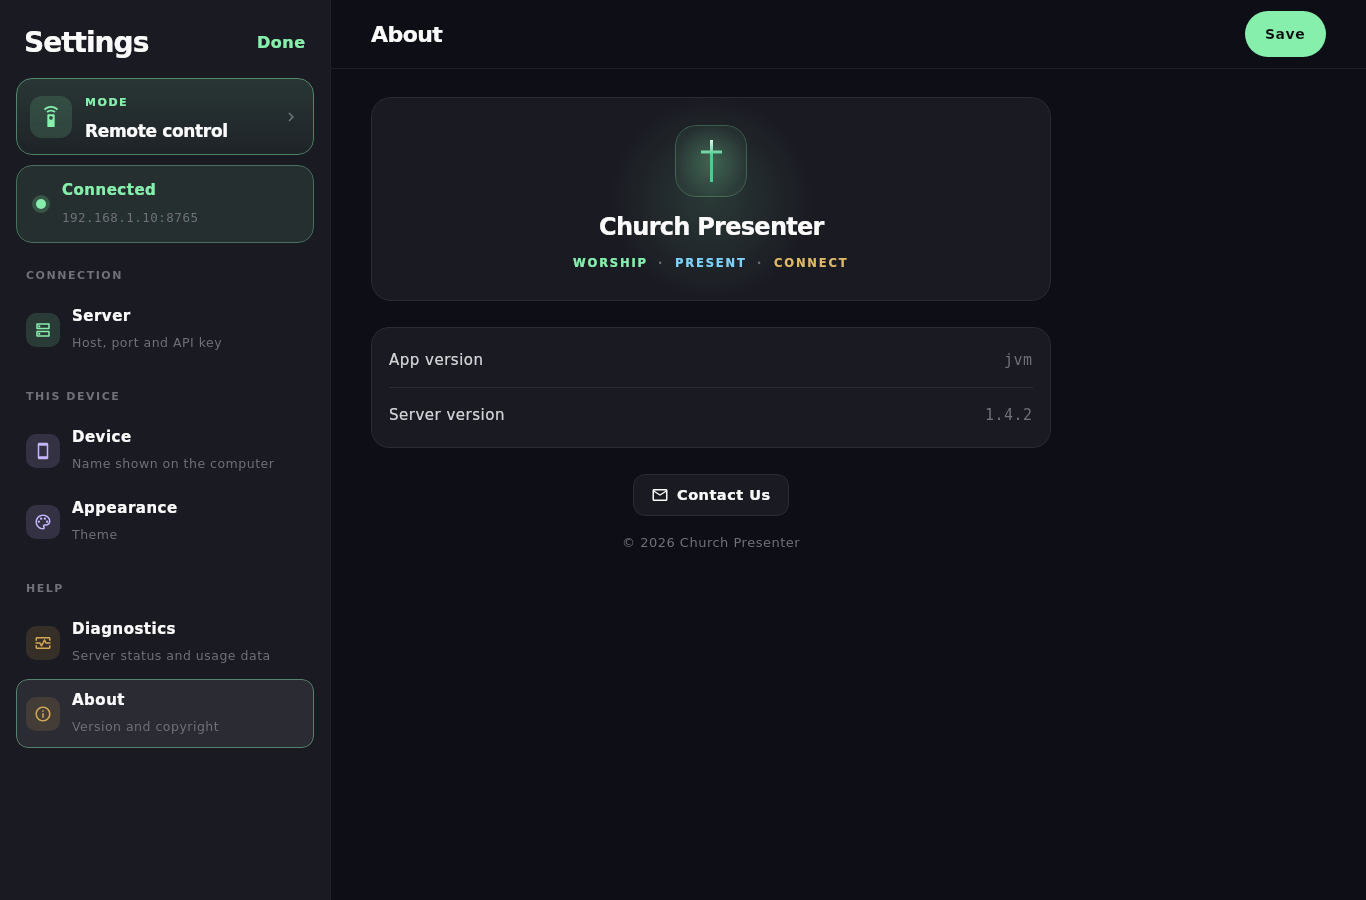 Settings
Done
MODE
Remote control
Connected
192.168.1.10:8765
CONNECTION
Server
Host, port and API key
THIS DEVICE
Device
Name shown on the computer
Appearance
Theme
HELP
Diagnostics
Server status and usage data
About
Version and copyright
About
Save
Church Presenter
WORSHIP · PRESENT · CONNECT
App version jvm
Server version 1.4.2
Contact Us
© 2026 Church Presenter